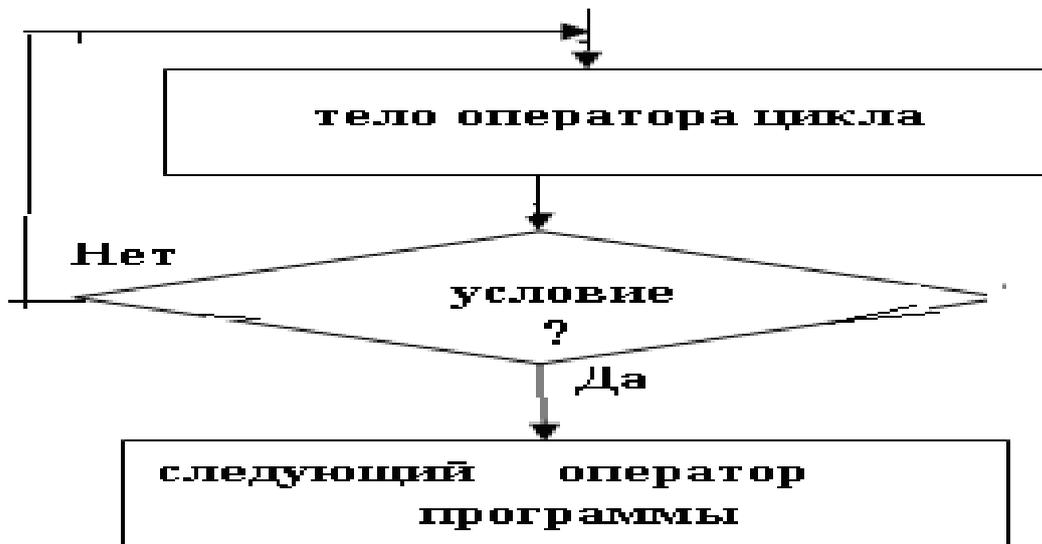 тело оператора цикла
Нет
условие
?
Да
следующий оператор
программы